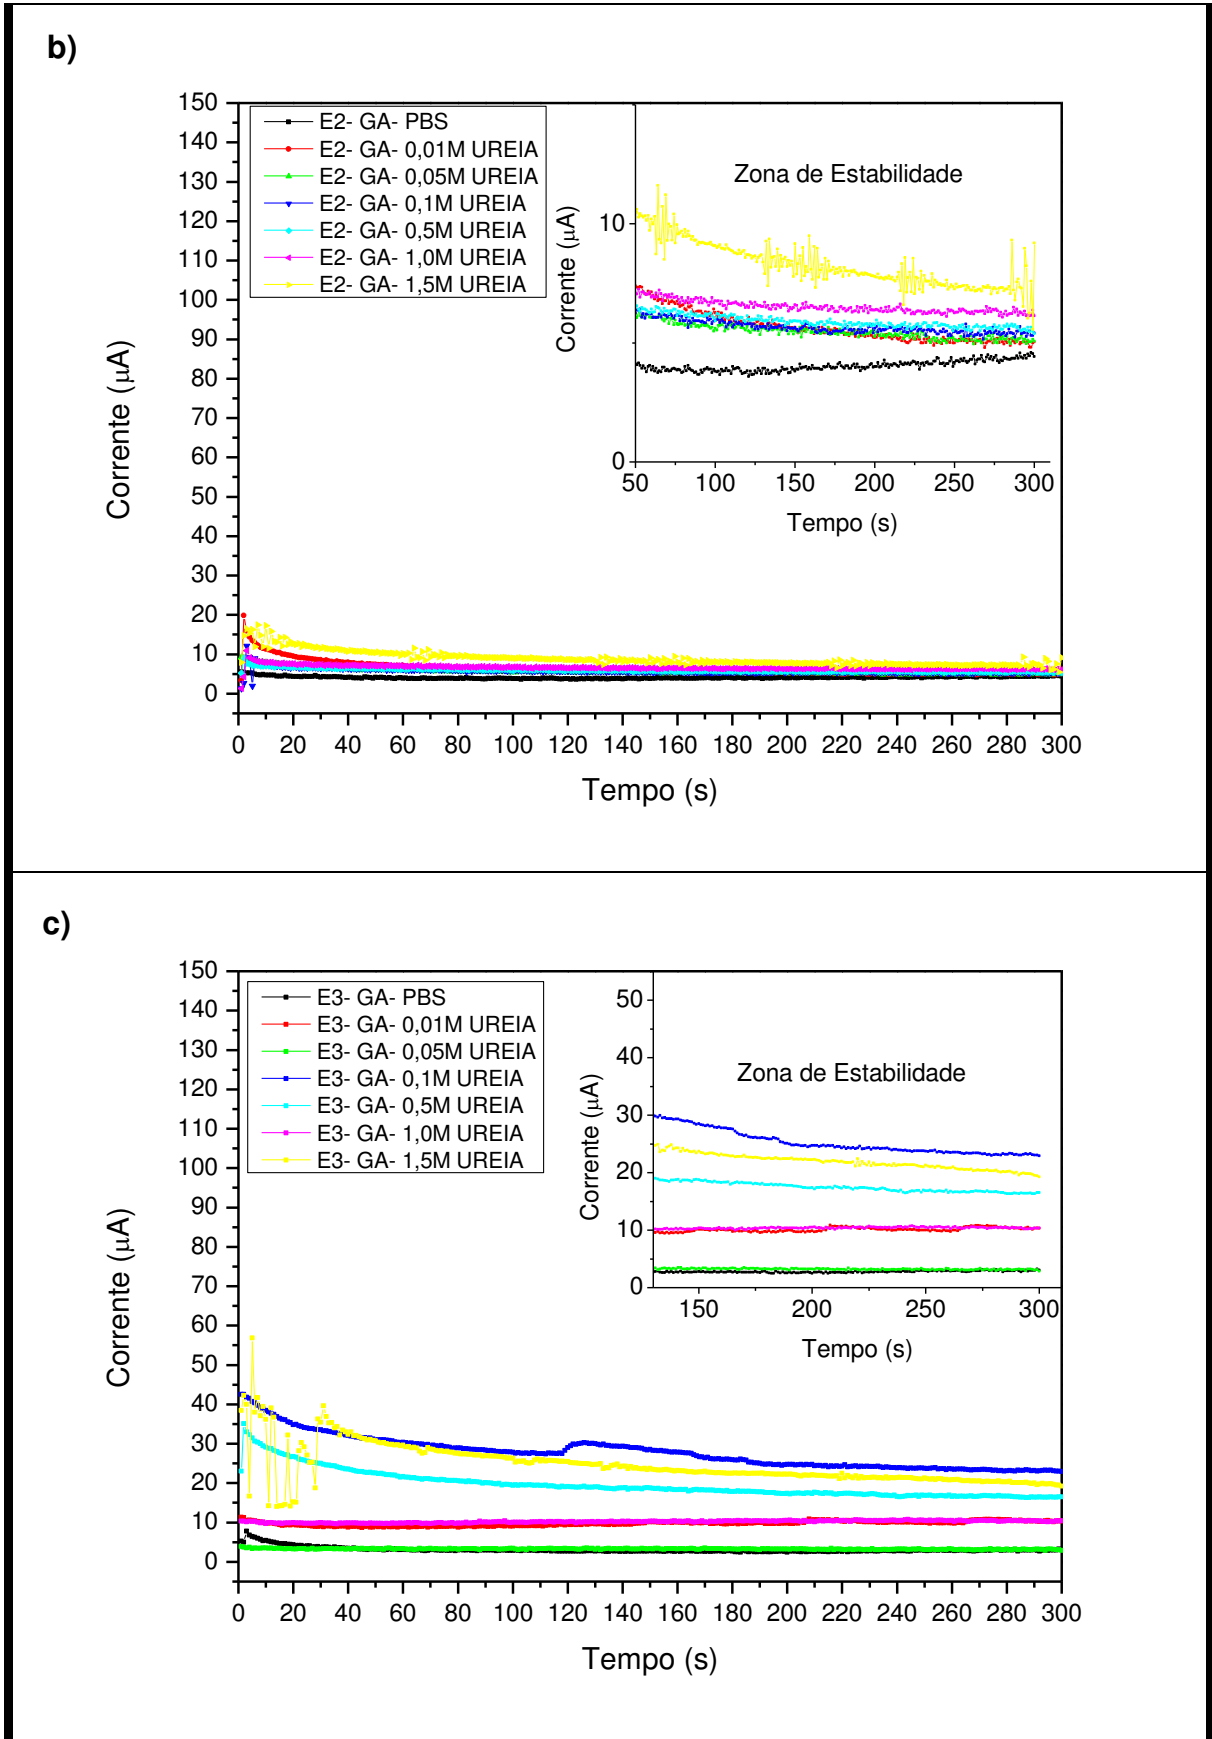 b)
150
140
130
120
110
100
90
80
70
60
50
40
30
20
10
0
Corrente (μA)
E2- GA- PBS
E2- GA- 0,01M UREIA
E2- GA- 0,05M UREIA
E2- GA- 0,1M UREIA
E2- GA- 0,5M UREIA
E2- GA- 1,0M UREIA
E2- GA- 1,5M UREIA
Zona de Estabilidade
10
0
Corrente (μA)
50 100 150 200 250 300
Tempo (s)
0 20 40 60 80 100 120 140 160 180 200 220 240 260 280 300
Tempo (s)
c)
150
140
130
120
110
100
90
80
70
60
50
40
30
20
10
0
Corrente (μA)
E3- GA- PBS
E3- GA- 0,01M UREIA
E3- GA- 0,05M UREIA
E3- GA- 0,1M UREIA
E3- GA- 0,5M UREIA
E3- GA- 1,0M UREIA
E3- GA- 1,5M UREIA
Zona de Estabilidade
50
40
30
20
10
0
Corrente (μA)
150 200 250 300
Tempo (s)
0 20 40 60 80 100 120 140 160 180 200 220 240 260 280 300
Tempo (s)